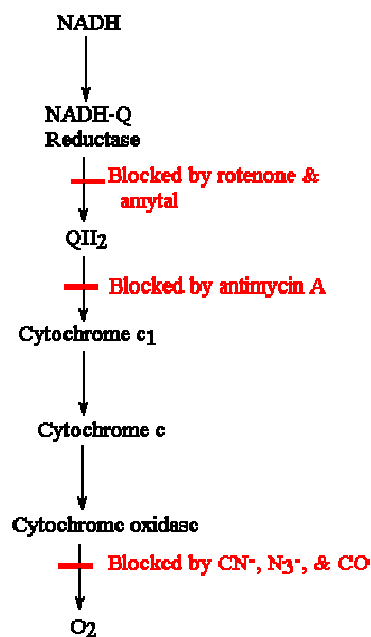 NADH
NADH-Q
Reductase
Blocked by rotenone &
amytal
QH2
Blocked by antimycin A
Cytochrome c1
Cytochrome c
Cytochrome oxidase
Blocked by CN-, N3-, & CO
O2